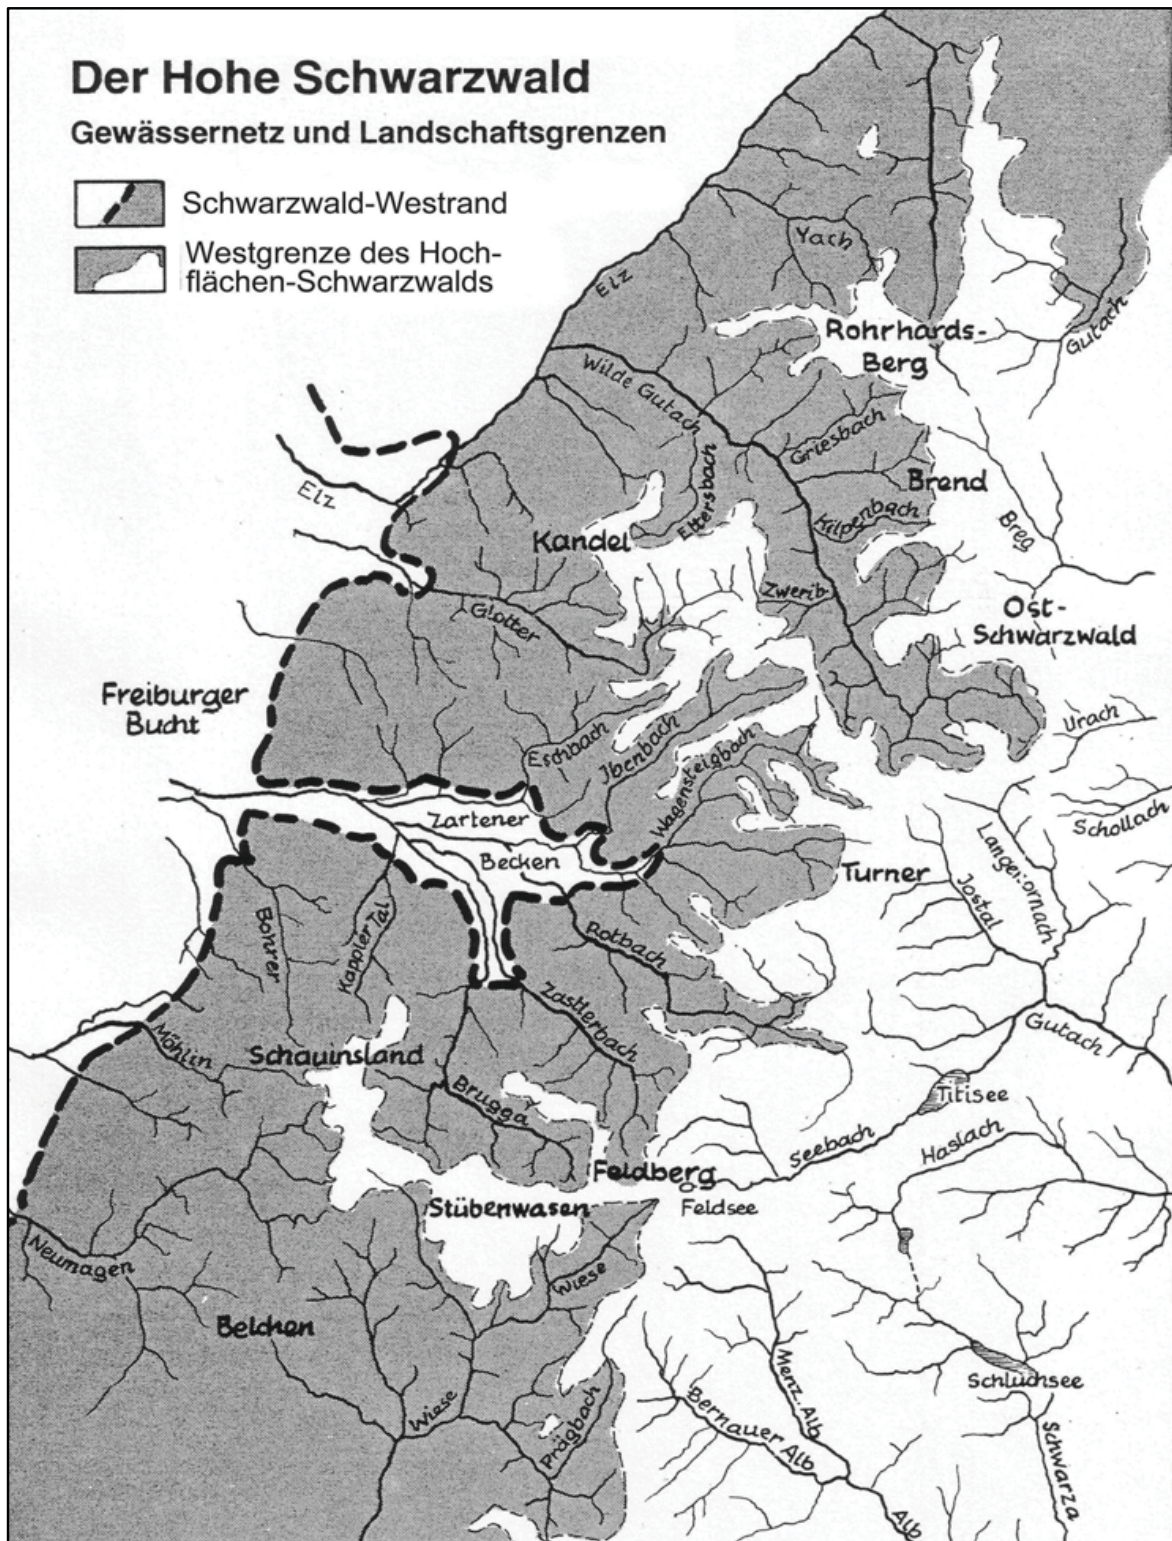 Der Hohe Schwarzwald
Gewässernetz und Landschaftsgrenzen
Schwarzwald-Westrand
Westgrenze des Hoch-
flächen-Schwarzwalds
Yach
Elz
Rohrhards-
Berg
Gutach
Wilde Gutach
Griesbach
Ettersbach
Brend
Elz
Kilpenbach
Breg
Kandel
Zwerib.
Glotter
Ost-
Schwarzwald
Freiburger
Bucht
Urach
Eschbach
Ibenbach
Wagensteigbach
Zartener
Becken
Schollach
Langenornach
Turner
Jostal
Bohrer
Kappler Tal
Rotbach
Zastlerbach
Möhlin
Schauinsland
Gutach
Brugga
Titisee
Seebach
Haslach
Feldberg
Feldsee
Stübenwasen
Neumagen
Wiese
Belchen
Menz. Alb
Schluchsee
Wiese
Prägbach
Bernauer Alb
Schwarza
Alb